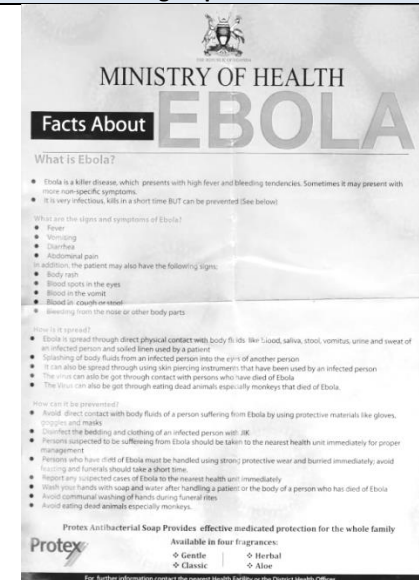 MINISTRY OF HEALTH
Facts About
EBOLA
What is Ebola?
Ebola is a killer disease, which presents with high fever and bleeding tendencies. Sometimes it may present with
more non-specific symptoms.
It is very infectious, kills in a short time BUT can be prevented (See below)
What are the signs and symptoms of Ebola?
Fever
Vomiting
Diarrhea
Abdominal pain
In addition, the patient may also have the following signs:
Body rash
Blood spots in the eyes
Blood in the vomit
Blood in cough or stool
Bleeding from the nose or other body parts
How is it spread?
Ebola is spread through direct physical contact with body fluids like blood, saliva, stool, vomitus, urine and sweat of
an infected person and soiled linen used by a patient
Splashing of body fluids from an infected person into the eyes of another person
It can also be spread through using skin piercing instruments that have been used by an infected person
The virus can aslo be got through contact with persons who have died of Ebola
The Virus can also be got through eating dead animals especially monkeys that died of Ebola.
How can it be prevented?
Avoid direct contact with body fluids of a person suffering from Ebola by using protective materials like gloves,
goggles and masks
Disinfect the bedding and clothing of an infected person with JIK
Persons suspected to be suffereing from Ebola should be taken to the nearest health unit immediately for proper
management
Persons who have died of Ebola must be handled using strong protective wear and burried immediately; avoid
feasting and funerals should take a short time.
Report any suspected cases of Ebola to the nearest health unit immediately
Wash your hands with soap and water after handling a patient or the body of a person who has died of Ebola
Avoid communal washing of hands during funeral rites
Avoid eating dead animals especially monkeys.
Protex Antibacterial Soap Provides effective medicated protection for the whole family
Protex
Available in four fragrances:
Gentle
Herbal
Classic
Aloe
For further information contact the nearest Health Facility or the District Health Officer